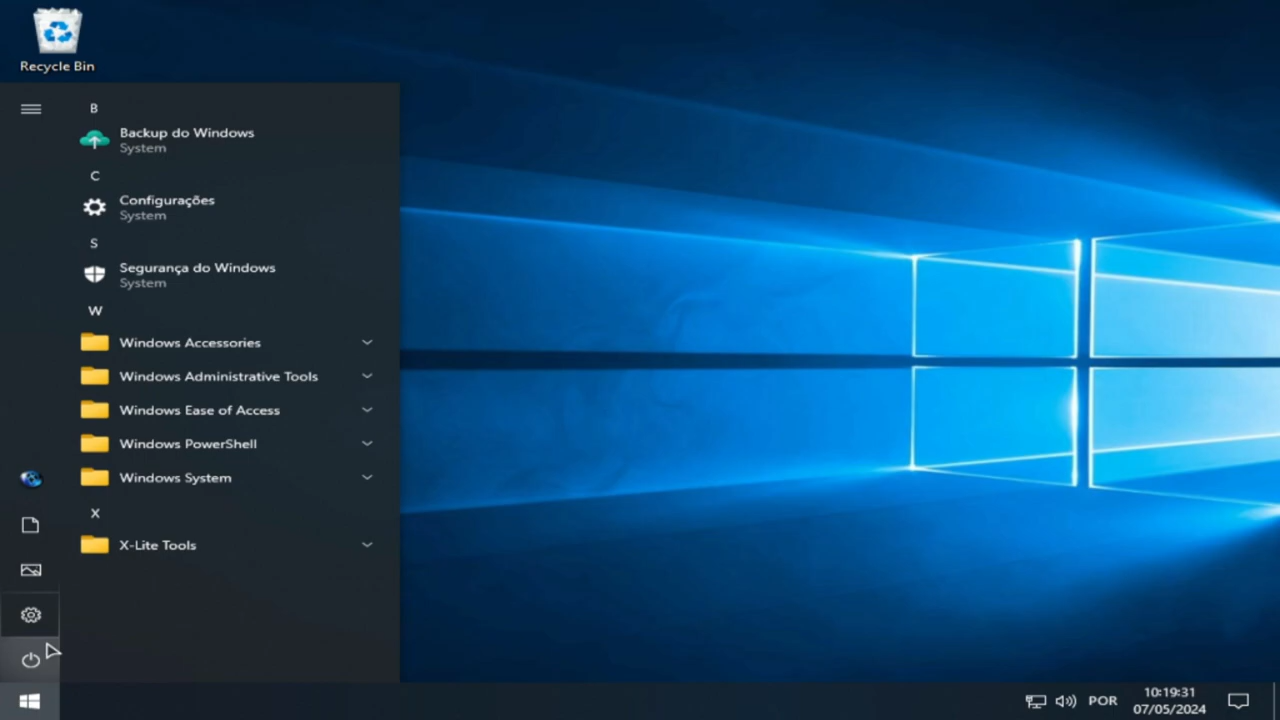 Recycle Bin
B
Backup do Windows
System
C
Configurações
System
S
Segurança do Windows
System
W
Windows Accessories
Windows Administrative Tools
Windows Ease of Access
Windows PowerShell
Windows System
X
X-Lite Tools
POR
10:19:31
07/05/2024